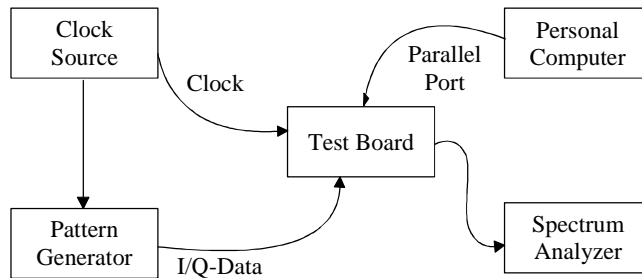 Clock
Source
Personal
Computer
Parallel
Port
Clock
Test Board
Pattern
Generator
I/Q-Data
Spectrum
Analyzer